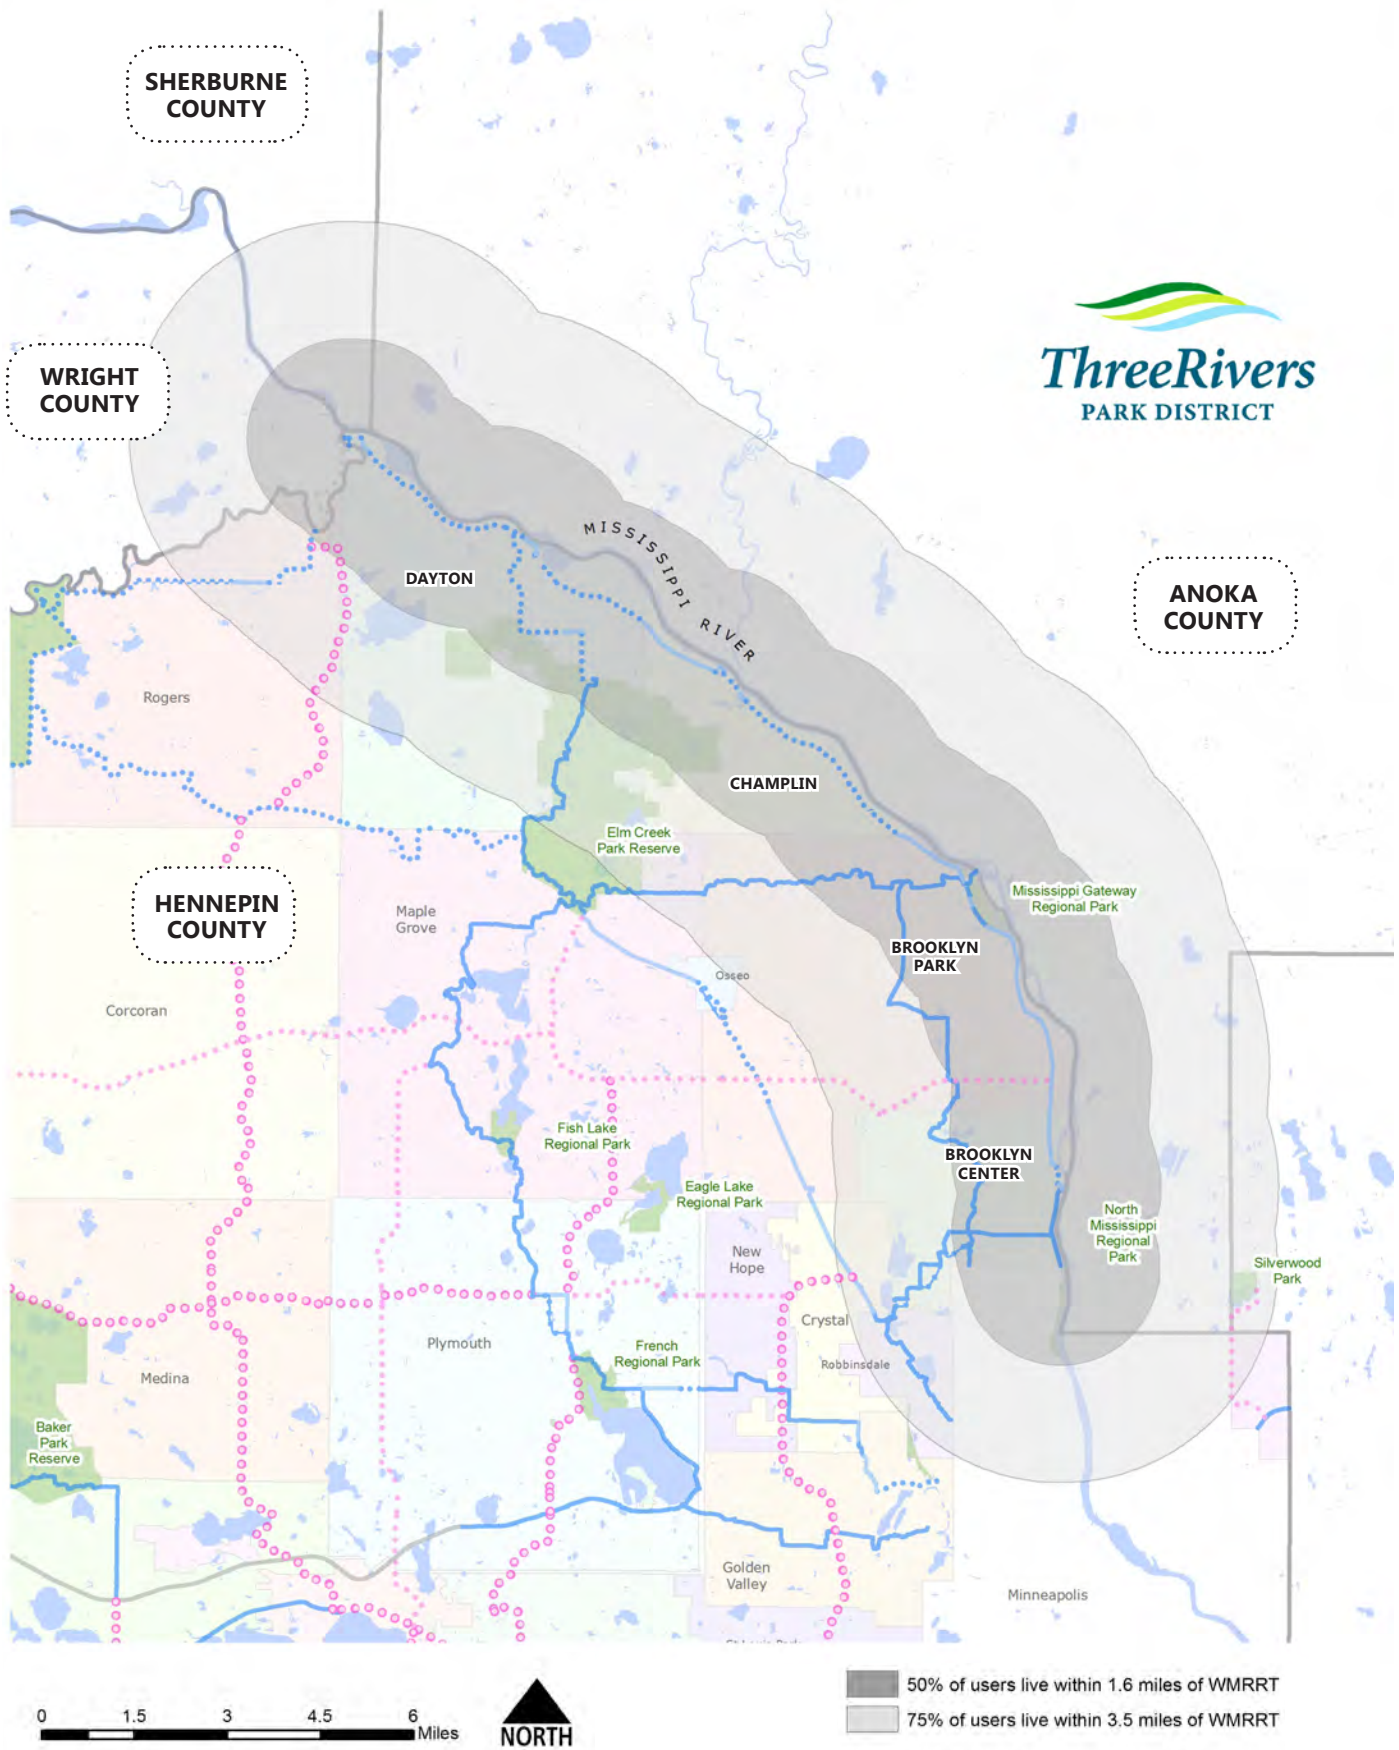 SHERBURNE
COUNTY
WRIGHT
COUNTY
ThreeRivers
PARK DISTRICT
MISSISSIPPI RIVER
DAYTON
ANOKA
COUNTY
Rogers
CHAMPLIN
Elm Creek
Park Reserve
Mississippi Gateway
Regional Park
HENNEPIN
COUNTY
Maple
Grove
BROOKLYN
PARK
Osseo
Corcoran
Fish Lake
Regional Park
BROOKLYN
CENTER
Eagle Lake
Regional Park
North
Mississippi
Regional
Park
New
Hope
Silverwood
Park
Crystal
Plymouth
French
Regional Park
Robbinsdale
Medina
Baker
Park
Reserve
Golden
Valley
Minneapolis
0 1.5 3 4.5 6
Miles
NORTH
50% of users live within 1.6 miles of WMRRT
75% of users live within 3.5 miles of WMRRT